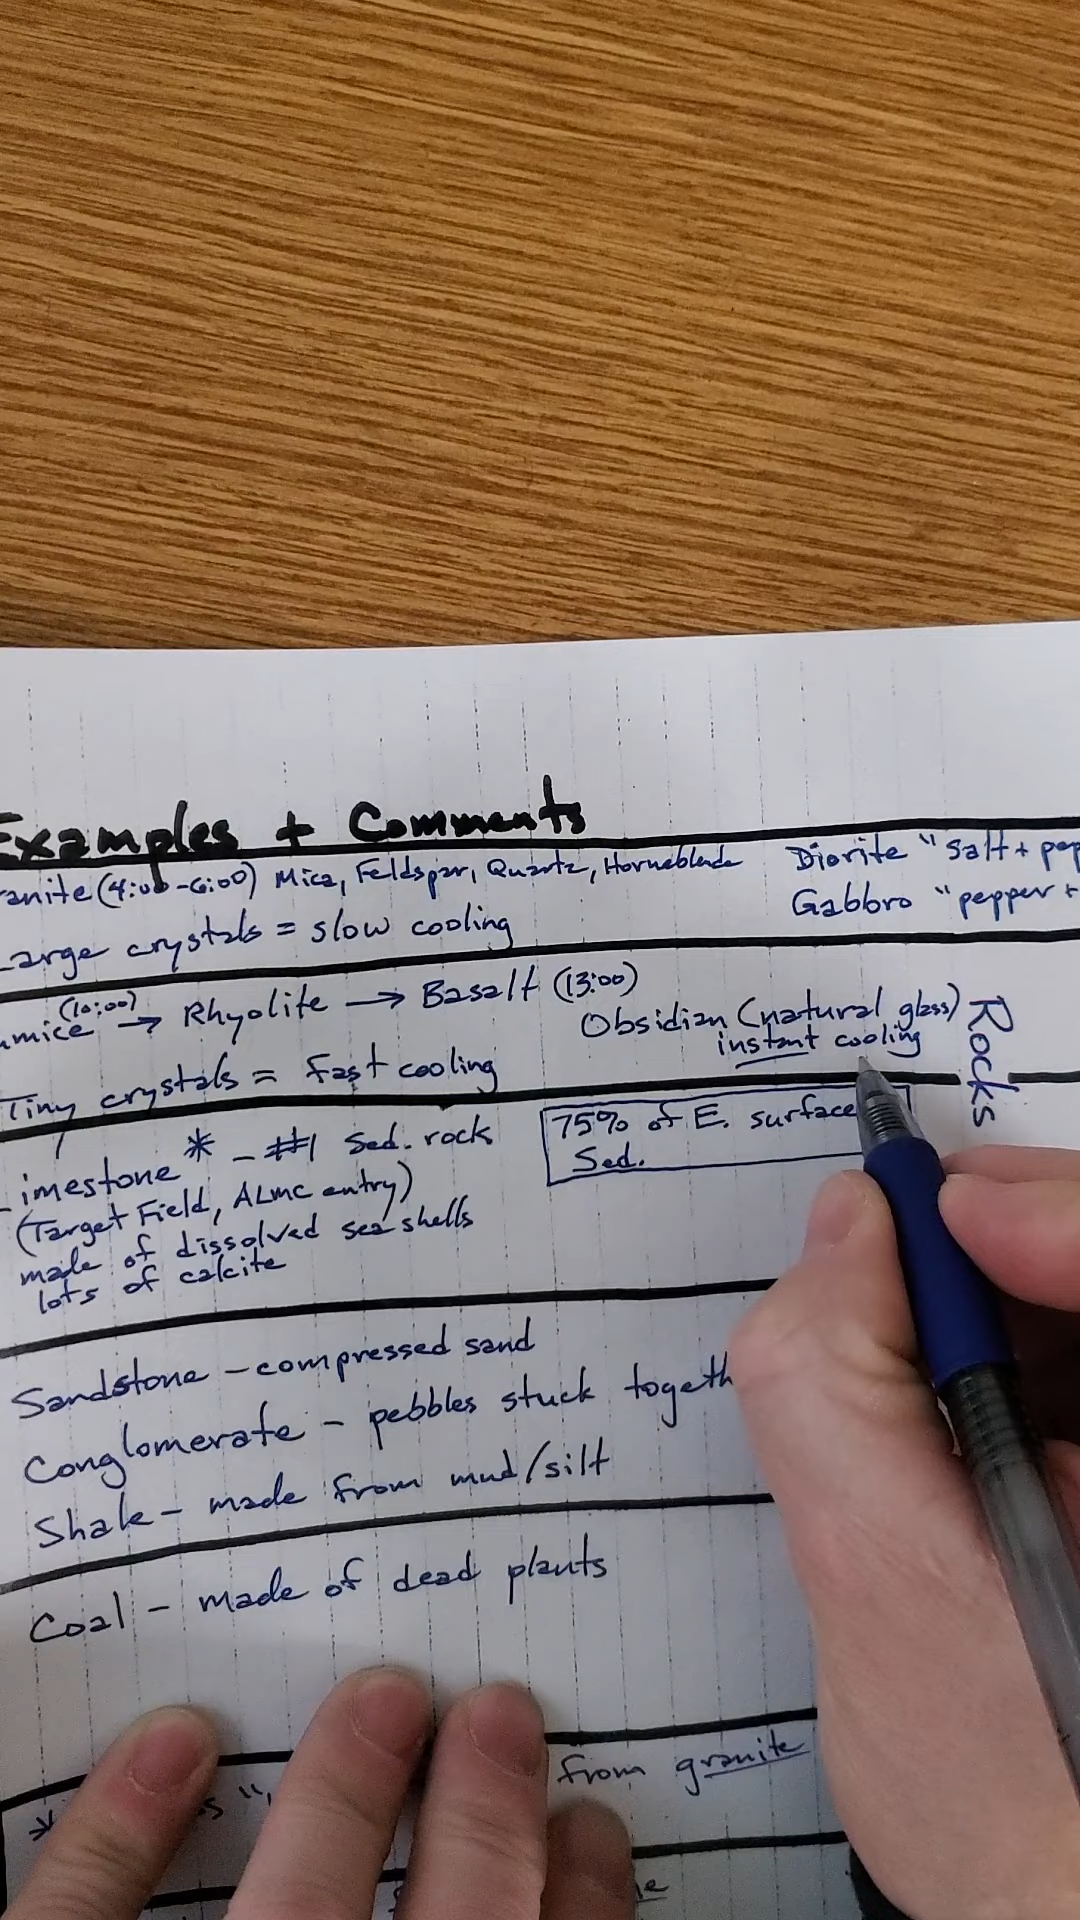 Examples + Comments
ranite (4:00-6:00) Mica, Feldspar, Quartz, Horneblende
Diorite "Salt + pep
Gabbro "pepper +
Large crystals = slow cooling
umice (10:00) → Rhyolite → Basalt (13:00)
Obsidian (natural glass)
instant cooling
Tiny crystals = fast cooling
Rocks
Limestone * - #1 Sed. rock
(Target Field, ALMC entry)
made of dissolved sea shells
lots of calcite
75% of E. surface
Sed.
Sandstone - compressed sand
Conglomerate - pebbles stuck togeth
Shale - made from mud/silt
Coal - made of dead plants
from granite